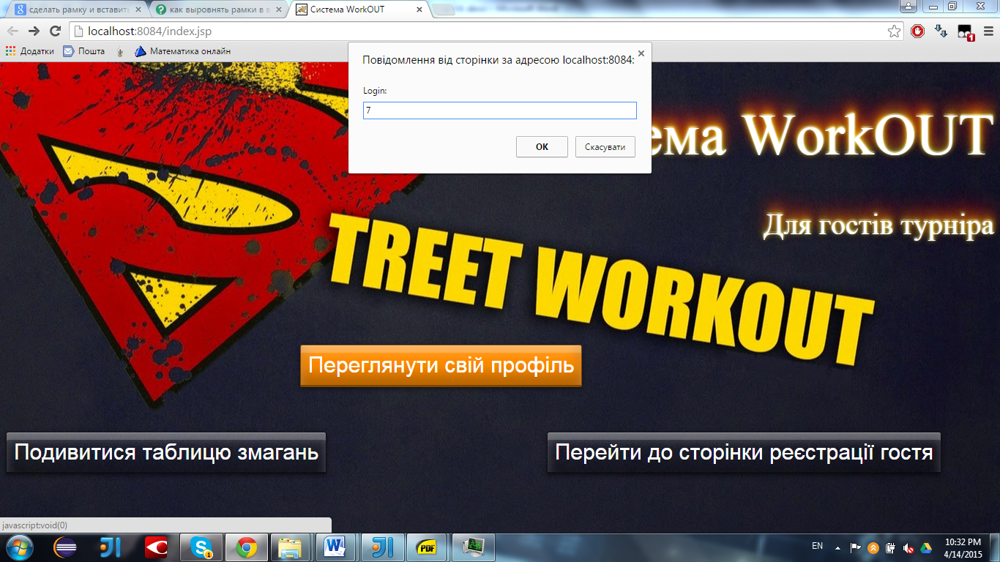 сделать рамку и вставит
как выровнять рамки в в
Система WorkOUT
localhost:8084/index.jsp
Додатки
Пошта
Математика онлайн
Повідомлення від сторінки за адресою localhost:8084:
Login:
7
OK
Скасувати
ема WorkOUT
Для гостів турніра
TREET WORKOUT
Переглянути свій профіль
Подивитися таблицю змагань
Перейти до сторінки реєстрації гостя
javascript:void(0)
EN
10:32 PM
4/14/2015